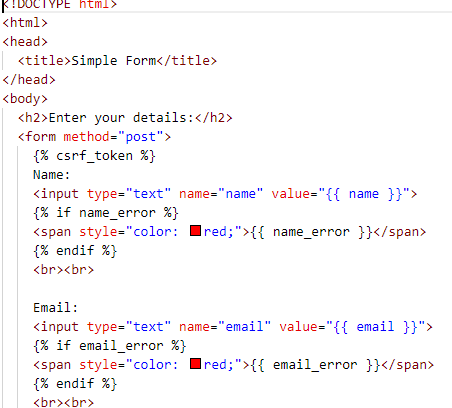 <!DOCTYPE html>
<html>
<head>
<title>Simple Form</title>
</head>
<body>
<h2>Enter your details:</h2>
<form method="post">
{% csrf_token %}
Name:
<input type="text" name="name" value="{{ name }}">
{% if name_error %}
<span style="color: red;">{{ name_error }}</span>
{% endif %}
<br><br>
Email:
<input type="text" name="email" value="{{ email }}">
{% if email_error %}
<span style="color: red;">{{ email_error }}</span>
{% endif %}
<br><br>